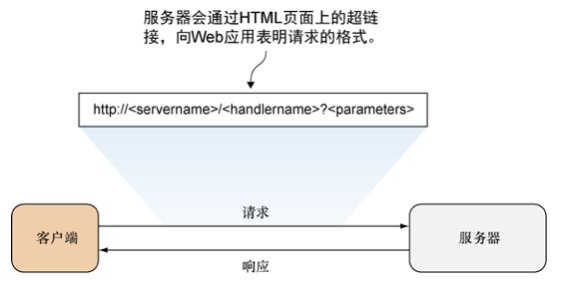 服务器会通过HTML页面上的超链
接，向Web应用表明请求的格式。
http://<servername>/<handlername>?<parameters>
请求
客户端
服务器
响应